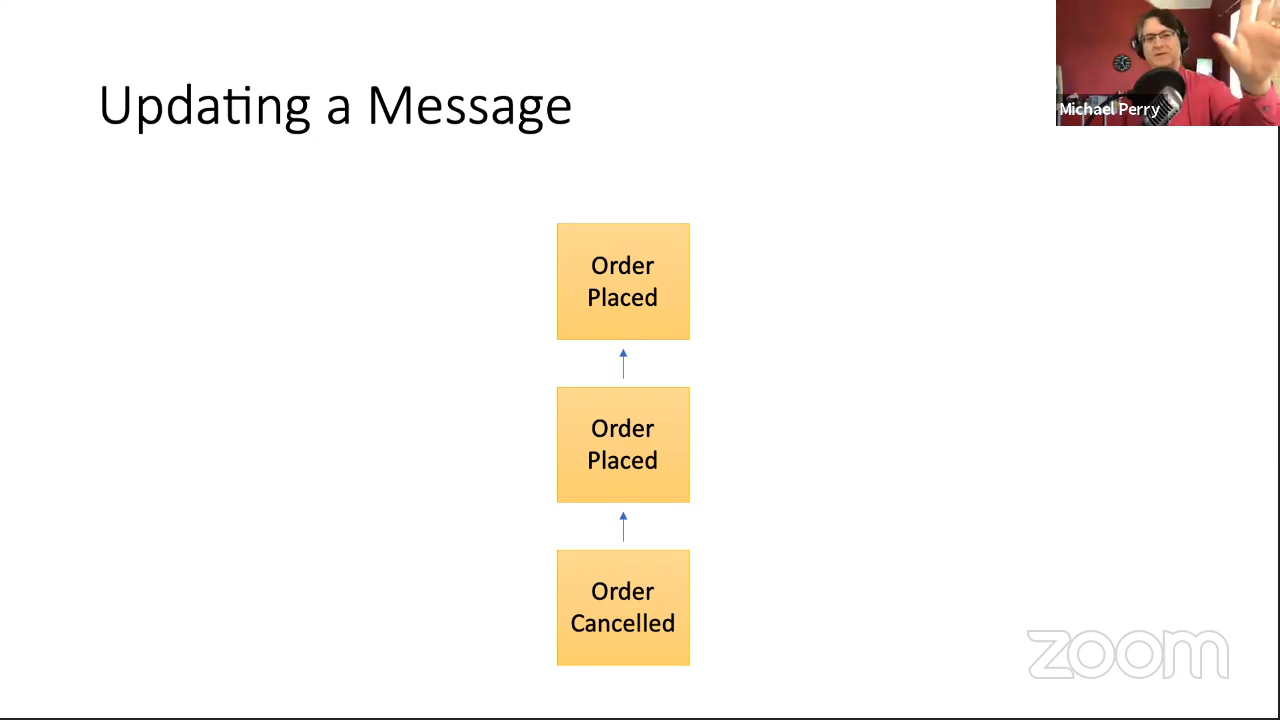 Updating a Message
Michael Perry
Order
Placed
Order
Placed
Order
Cancelled
zoom